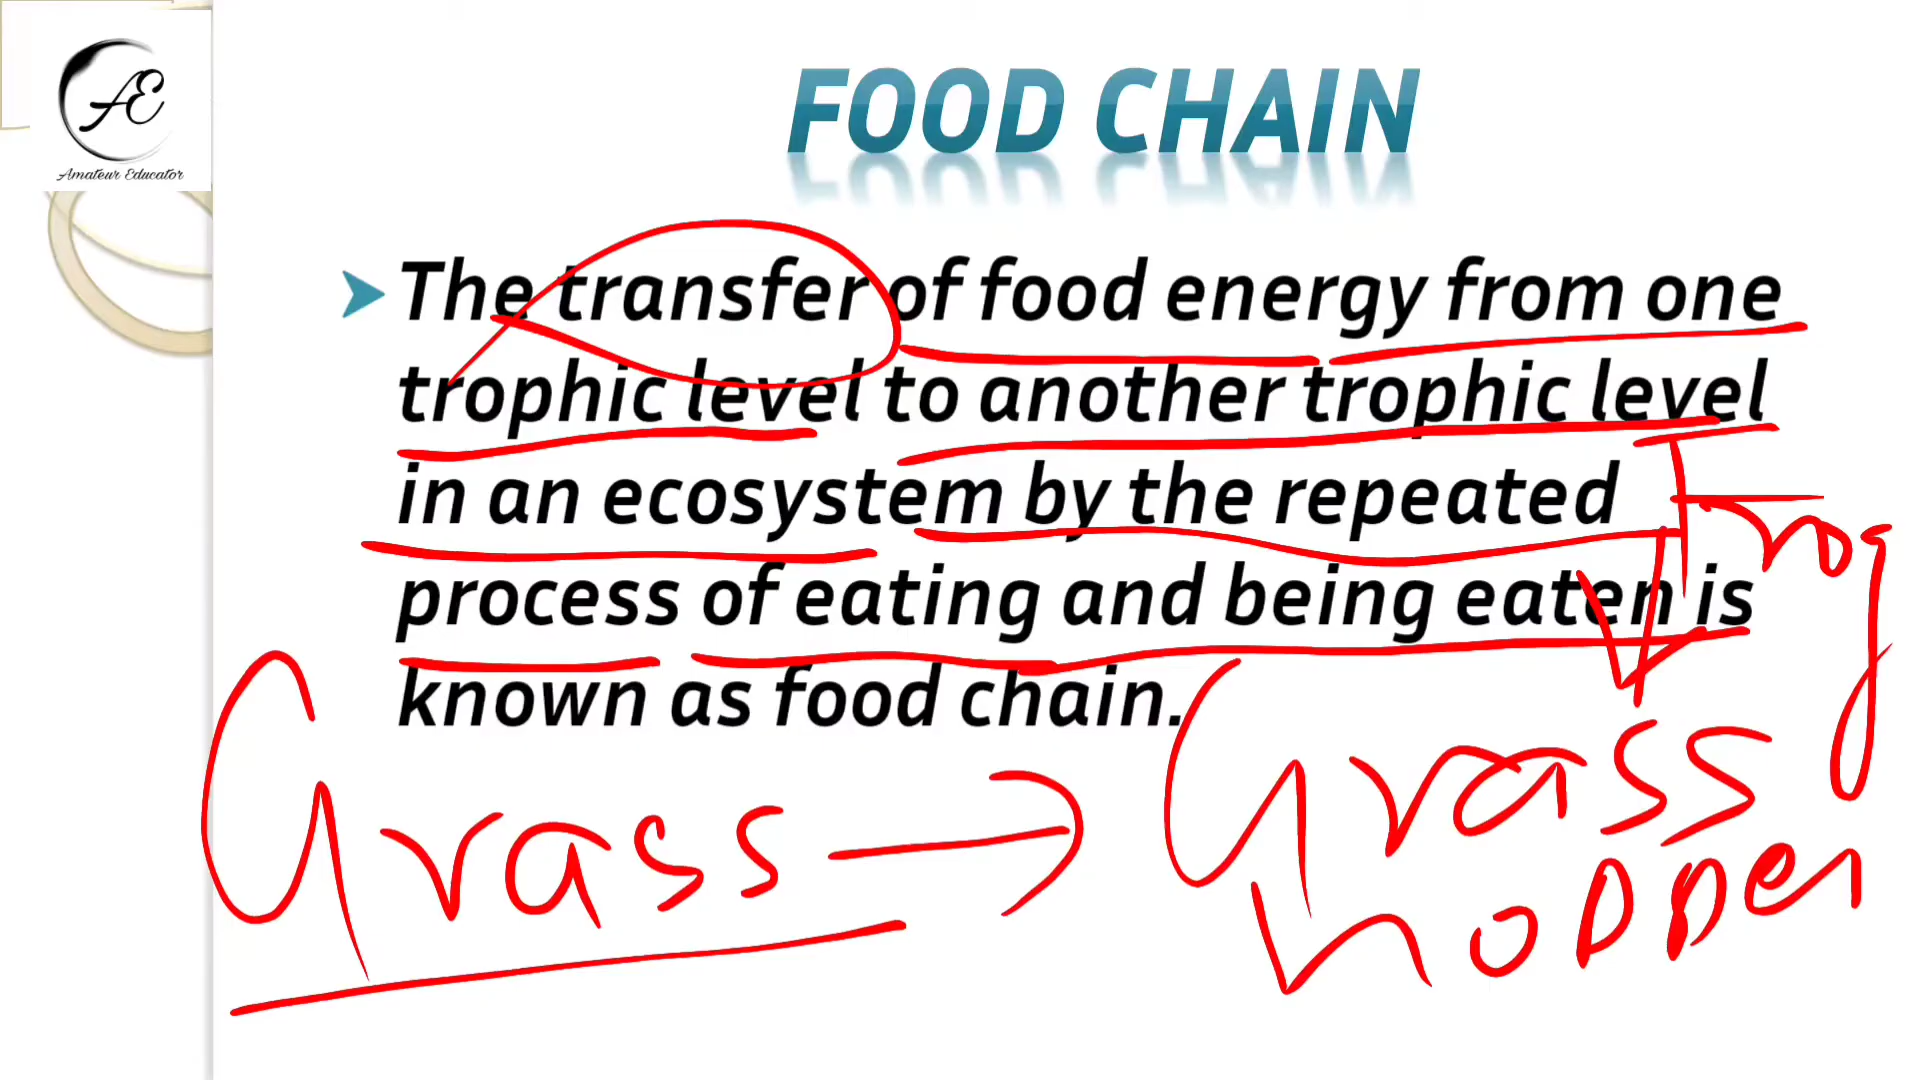 AE
Amateur Educator
FOOD CHAIN
The transfer of food energy from one
trophic level to another trophic level
in an ecosystem by the repeated
process of eating and being eaten is
known as food chain.
Frog
Grass → Grass
hopper